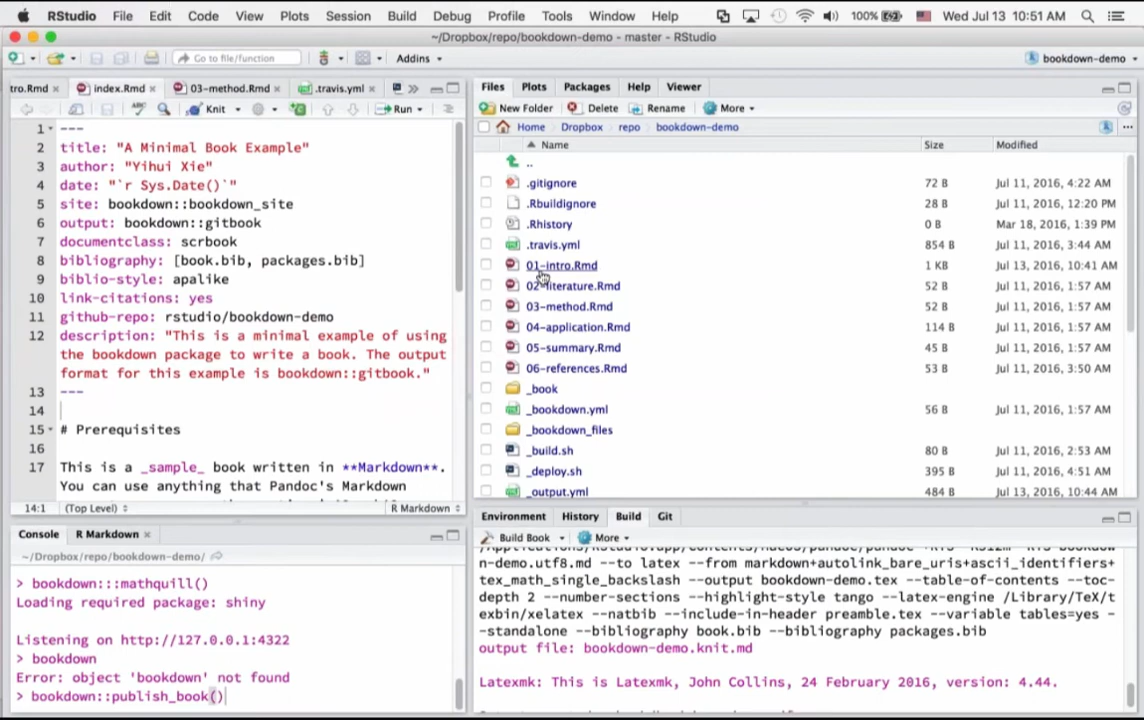 RStudio File Edit Code View Plots Session Build Debug Profile Tools Window Help 100% Wed Jul 13 10:51 AM
~/Dropbox/repo/bookdown-demo - master - RStudio
Go to file/function Addins bookdown-demo
tro.Rmd index.Rmd 03-method.Rmd .travis.yml
Knit Run
1 ---
2 title: "A Minimal Book Example"
3 author: "Yihui Xie"
4 date: "`r Sys.Date()`"
5 site: bookdown::bookdown_site
6 output: bookdown::gitbook
7 documentclass: scrbook
8 bibliography: [book.bib, packages.bib]
9 biblio-style: apalike
10 link-citations: yes
11 github-repo: rstudio/bookdown-demo
12 description: "This is a minimal example of using
the bookdown package to write a book. The output
format for this example is bookdown::gitbook."
13 ---
14
15 # Prerequisites
16
17 This is a _sample_ book written in **Markdown**.
You can use anything that Pandoc's Markdown
14:1 (Top Level) R Markdown
Console R Markdown
~/Dropbox/repo/bookdown-demo/
> bookdown:::mathquill()
Loading required package: shiny
Listening on http://127.0.0.1:4322
> bookdown
Error: object 'bookdown' not found
> bookdown::publish_book()
Files Plots Packages Help Viewer
New Folder Delete Rename More
Home Dropbox repo bookdown-demo
Name Size Modified
..
.gitignore 72 B Jul 11, 2016, 4:22 AM
.Rbuildignore 28 B Jul 11, 2016, 12:20 PM
.Rhistory 0 B Mar 18, 2016, 1:39 PM
.travis.yml 854 B Jul 11, 2016, 3:44 AM
01-intro.Rmd 1 KB Jul 13, 2016, 10:41 AM
02-literature.Rmd 52 B Jul 11, 2016, 1:57 AM
03-method.Rmd 52 B Jul 11, 2016, 1:57 AM
04-application.Rmd 114 B Jul 11, 2016, 1:57 AM
05-summary.Rmd 45 B Jul 11, 2016, 1:57 AM
06-references.Rmd 53 B Jul 11, 2016, 3:50 AM
_book
_bookdown.yml 56 B Jul 11, 2016, 1:57 AM
_bookdown_files
_build.sh 80 B Jul 11, 2016, 2:53 AM
_deploy.sh 395 B Jul 11, 2016, 4:51 AM
_output.yml 484 B Jul 13, 2016, 10:44 AM
Environment History Build Git
Build Book More
n-demo.utf8.md --to latex --from markdown+autolink_bare_uris+ascii_identifiers+
tex_math_single_backslash --output bookdown-demo.tex --table-of-contents --toc-
depth 2 --number-sections --highlight-style tango --latex-engine /Library/TeX/t
exbin/xelatex --natbib --include-in-header preamble.tex --variable tables=yes -
-standalone --bibliography book.bib --bibliography packages.bib
output file: bookdown-demo.knit.md
Latexmk: This is Latexmk, John Collins, 24 February 2016, version: 4.44.